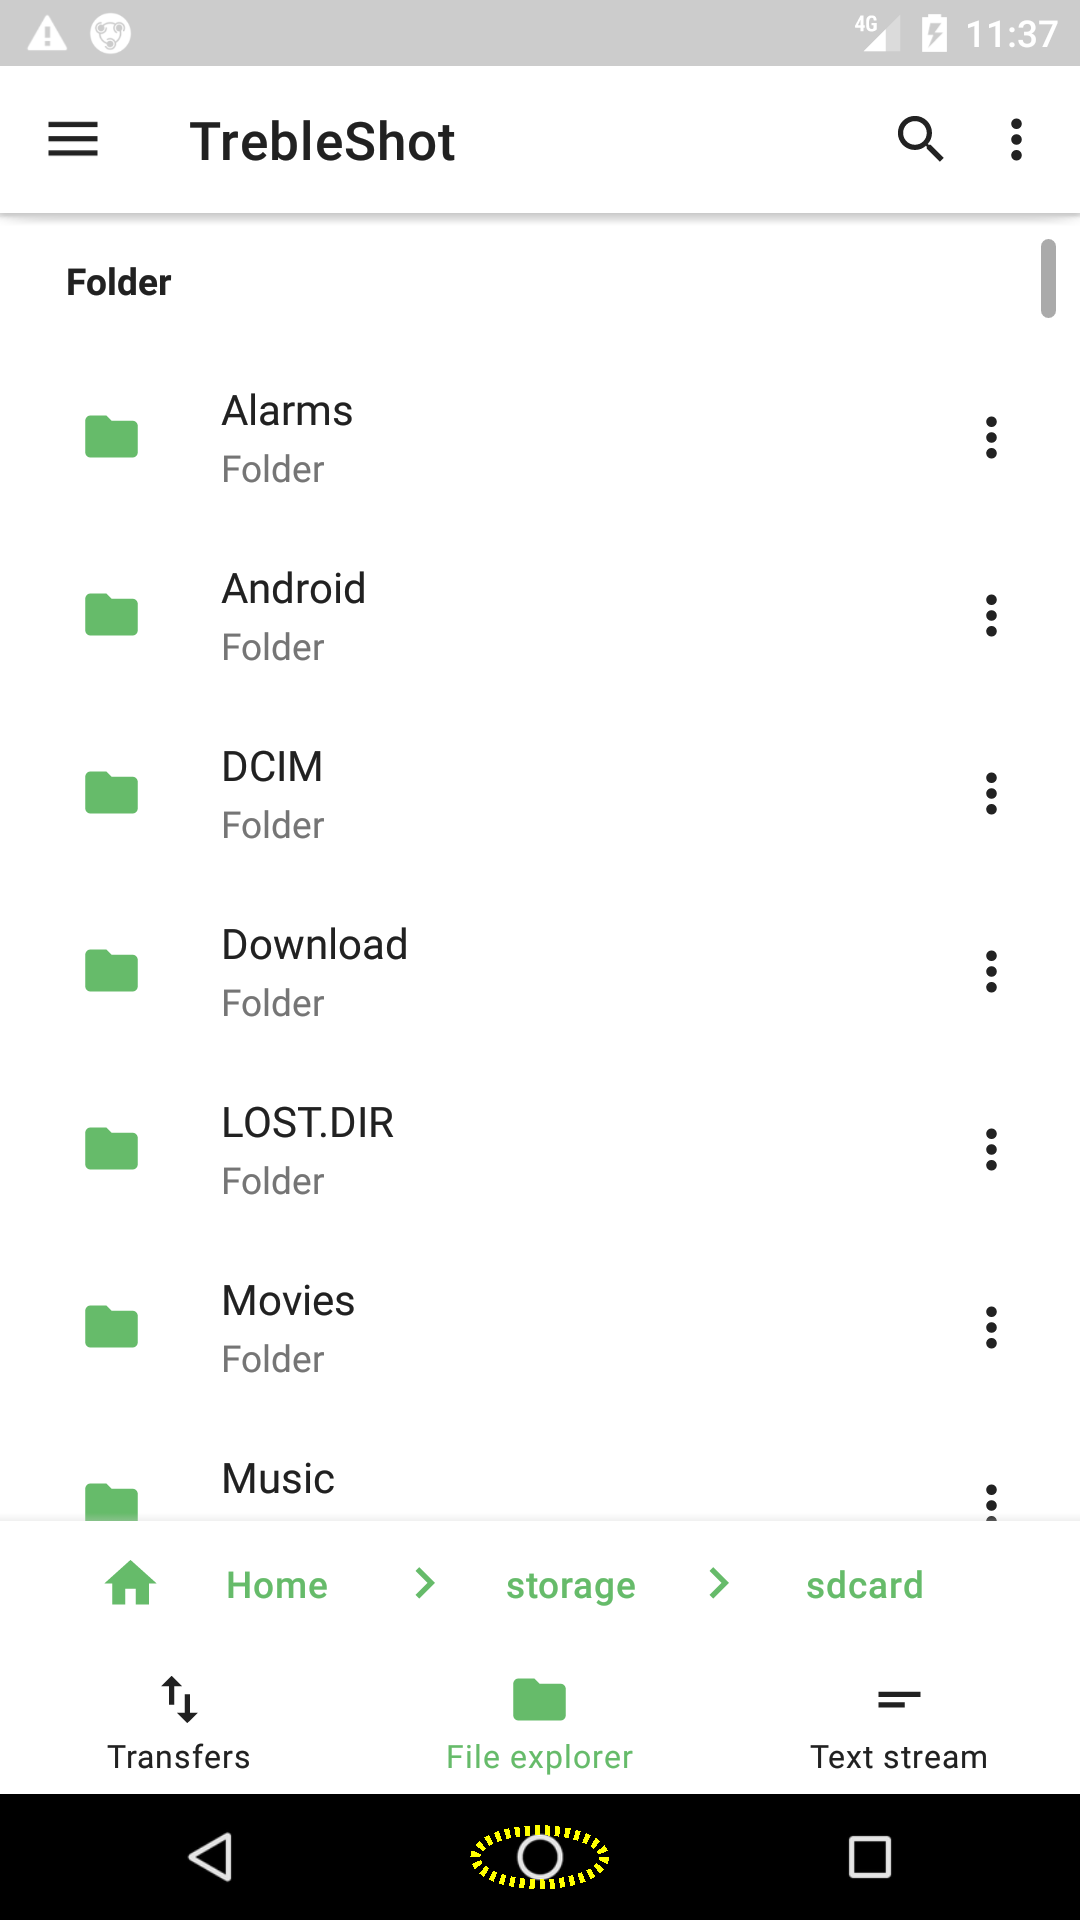 4G 11:37
TrebleShot
Folder
Alarms
Folder
Android
Folder
DCIM
Folder
Download
Folder
LOST.DIR
Folder
Movies
Folder
Music
Home storage sdcard
Transfers File explorer Text stream